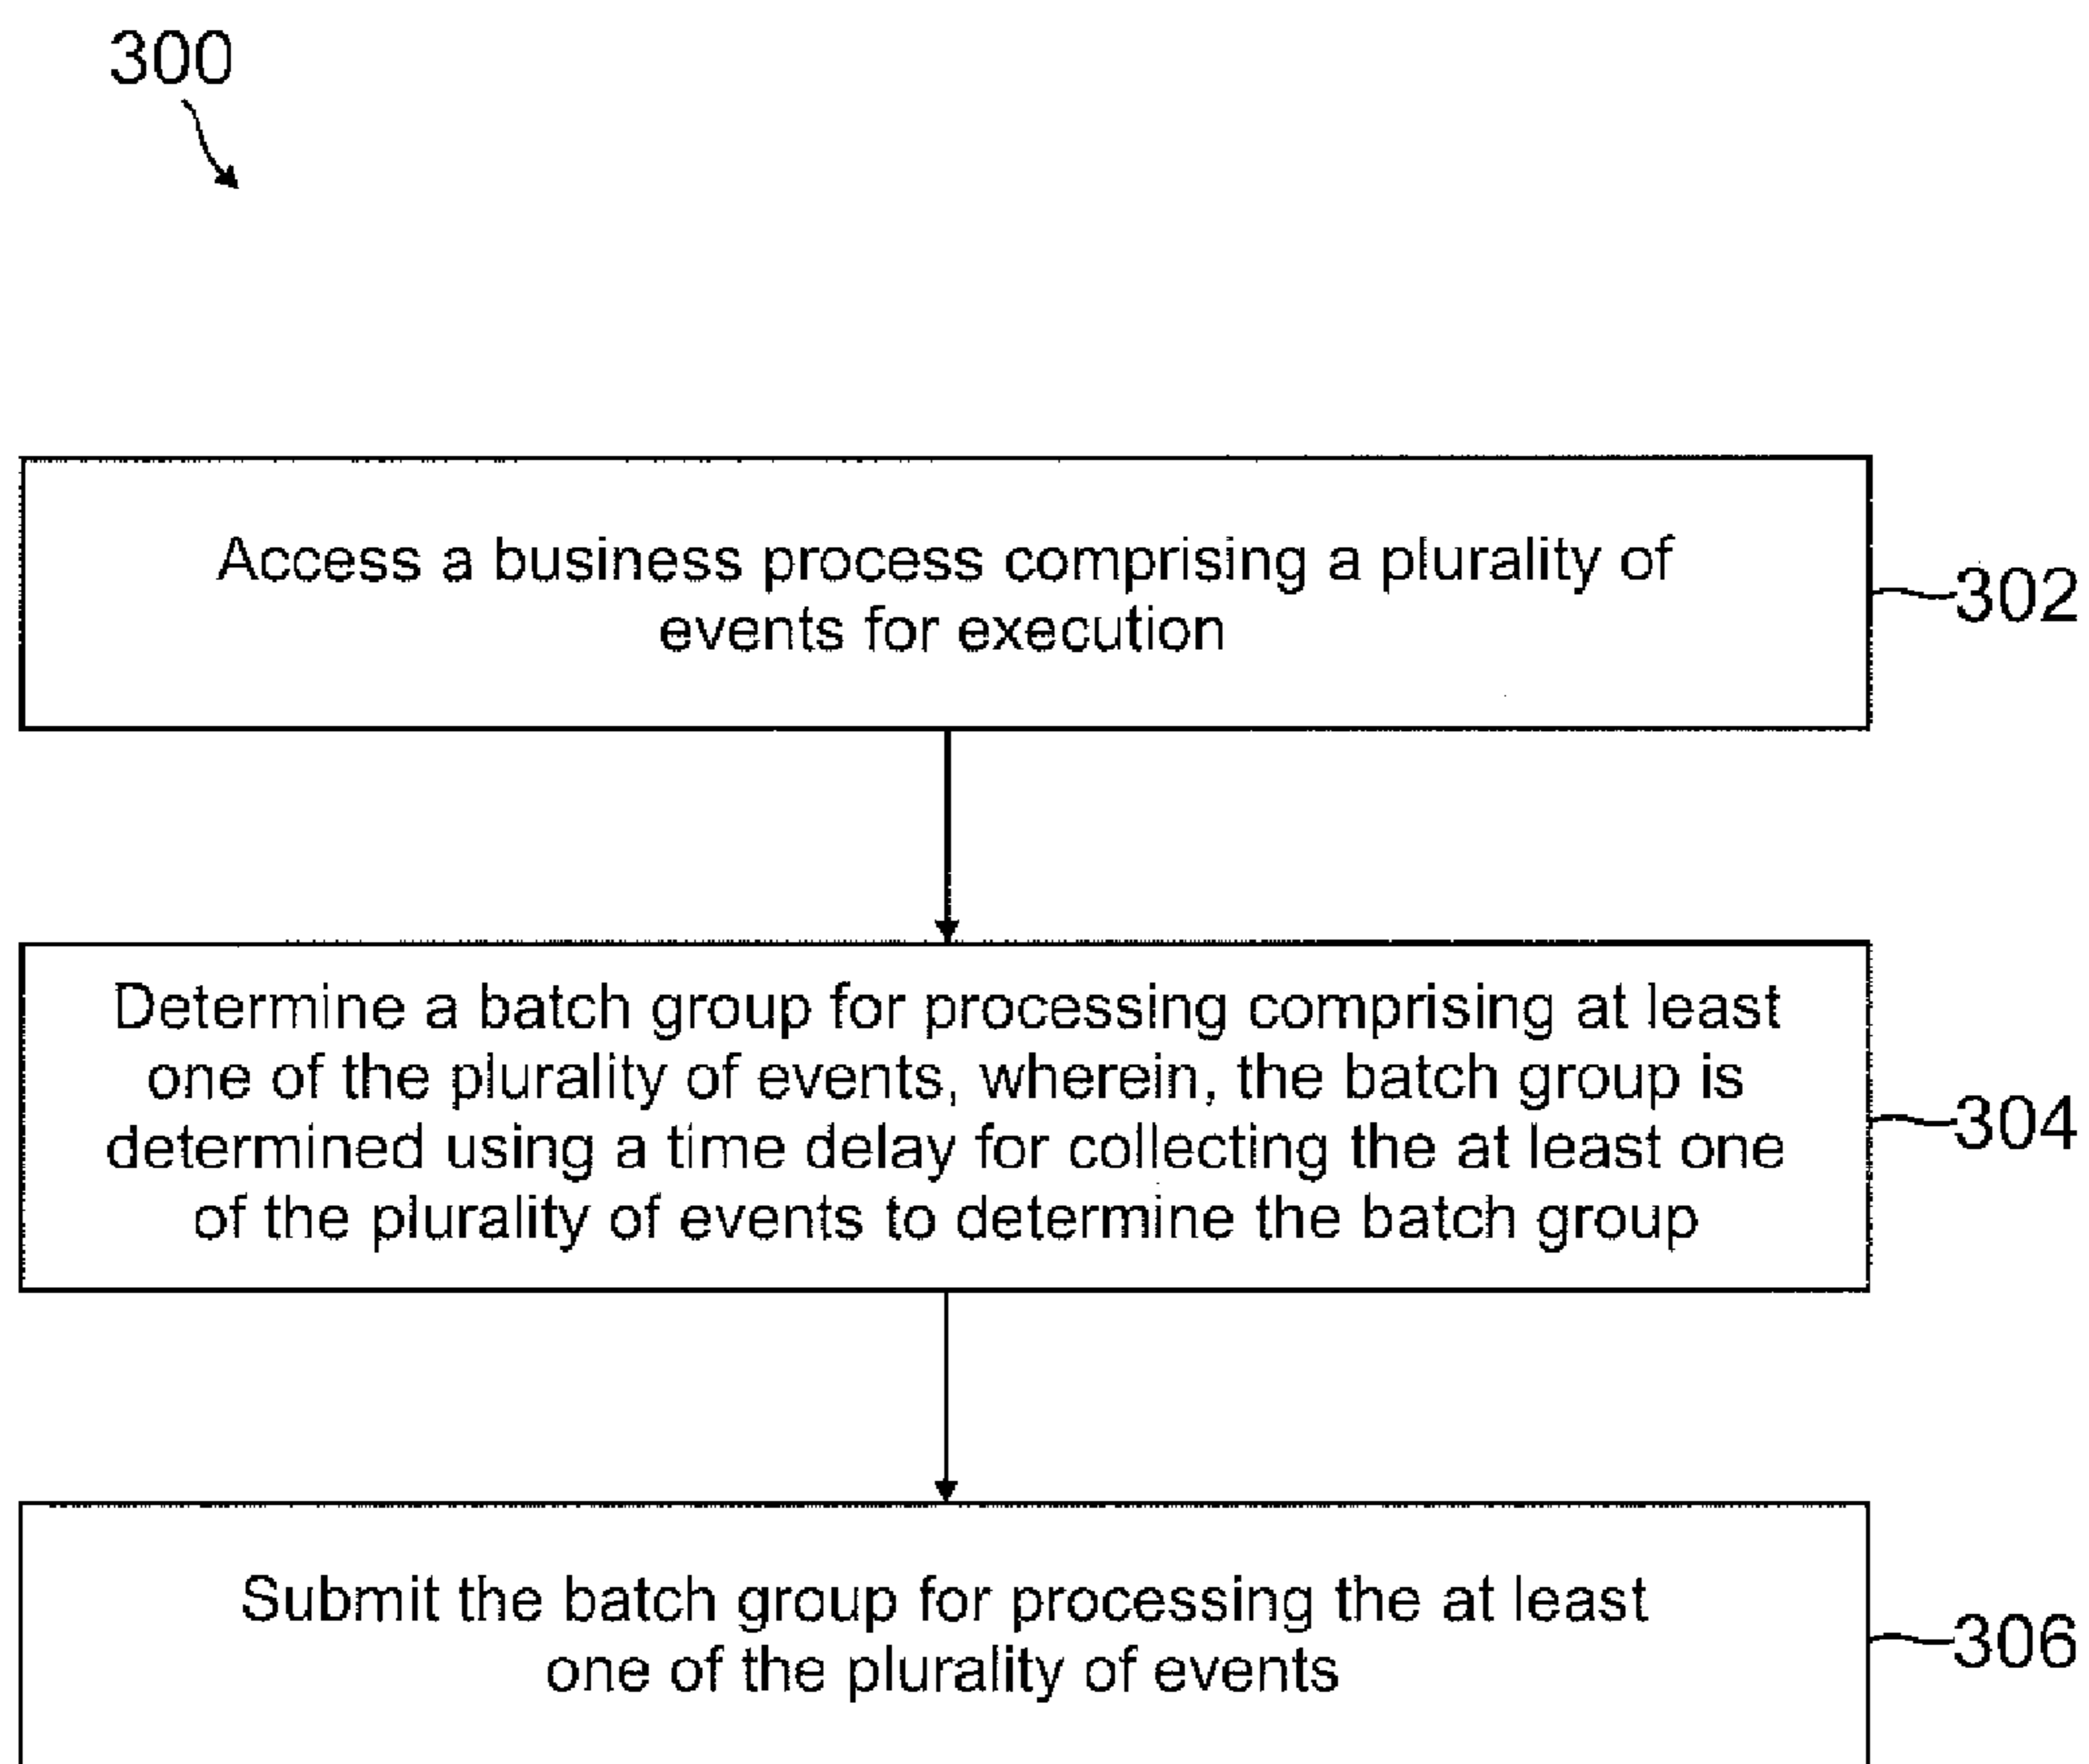 300
Access a business process comprising a plurality of
events for execution
302
Determine a batch group for processing comprising at least
one of the plurality of events, wherein, the batch group is
determined using a time delay for collecting the at least one
of the plurality of events to determine the batch group
304
Submit the batch group for processing the at least
one of the plurality of events
306